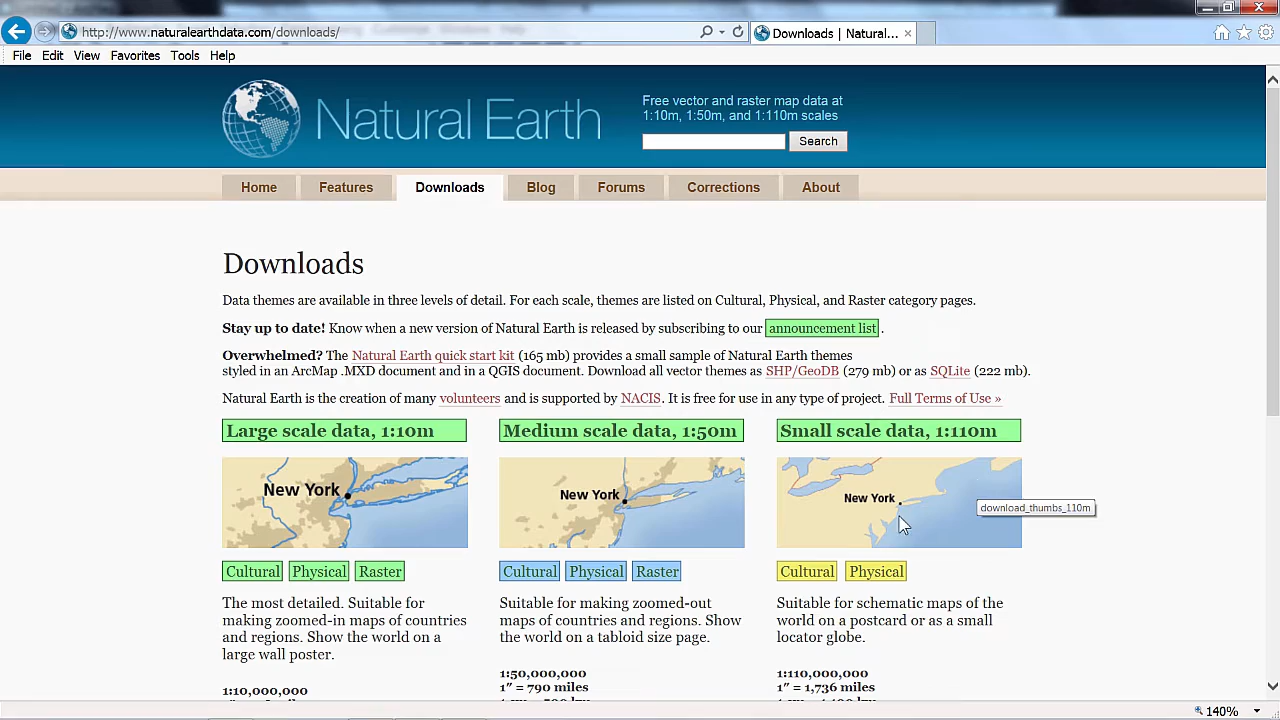 http://www.naturalearthdata.com/downloads/
Downloads | Natural...
File Edit View Favorites Tools Help
Natural Earth
Free vector and raster map data at
1:10m, 1:50m, and 1:110m scales
Search
Home Features Downloads Blog Forums Corrections About
Downloads
Data themes are available in three levels of detail. For each scale, themes are listed on Cultural, Physical, and Raster category pages.
Stay up to date! Know when a new version of Natural Earth is released by subscribing to our announcement list .
Overwhelmed? The Natural Earth quick start kit (165 mb) provides a small sample of Natural Earth themes
styled in an ArcMap .MXD document and in a QGIS document. Download all vector themes as SHP/GeoDB (279 mb) or as SQLite (222 mb).
Natural Earth is the creation of many volunteers and is supported by NACIS. It is free for use in any type of project. Full Terms of Use »
Large scale data, 1:10m
New York
Cultural Physical Raster
The most detailed. Suitable for
making zoomed-in maps of countries
and regions. Show the world on a
large wall poster.
1:10,000,000
Medium scale data, 1:50m
New York
Cultural Physical Raster
Suitable for making zoomed-out
maps of countries and regions. Show
the world on a tabloid size page.
1:50,000,000
1″ = 790 miles
Small scale data, 1:110m
New York
download_thumbs_110m
Cultural Physical
Suitable for schematic maps of the
world on a postcard or as a small
locator globe.
1:110,000,000
1″ = 1,736 miles
140%